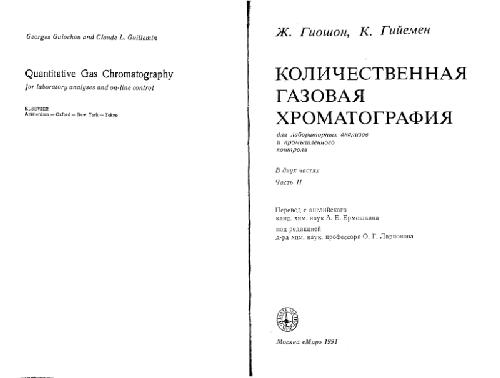 Georges Guiochon and Claude L. Guillemin
Quantitative Gas Chromatography
for laboratory analyses and on-line control
ELSEVIER
Amsterdam — Oxford — New York — Tokyo
Ж. Гиошон, К. Гийемен
КОЛИЧЕСТВЕННАЯ
ГАЗОВАЯ
ХРОМАТОГРАФИЯ
для лабораторных анализов
и промышленного
контроля
В двух частях
Часть II
Перевод с английского
канд. хим. наук А. Е. Ермошкина
под редакцией
д-ра хим. наук, профессора О. Г. Ларионова
Москва «Мир» 1991